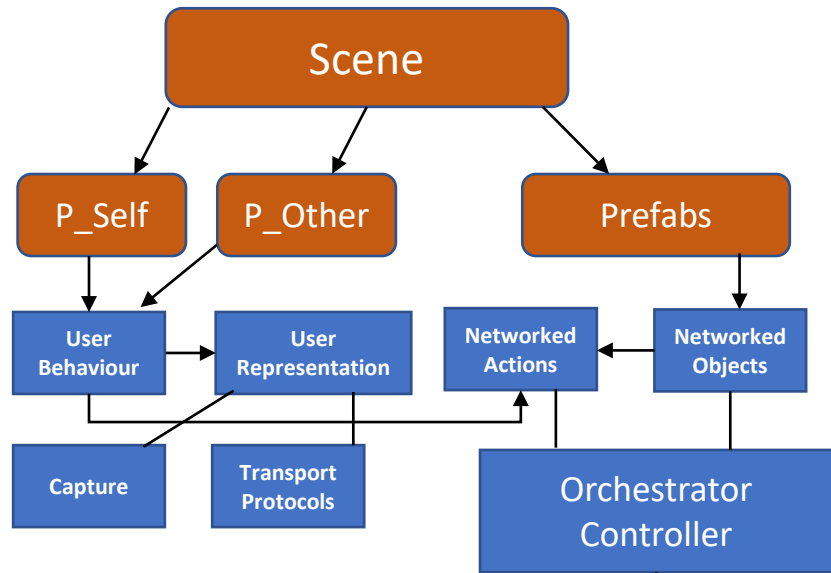 Scene
P_Self
P_Other
Prefabs
User
Behaviour
User
Representation
Networked
Actions
Networked
Objects
Capture
Transport
Protocols
Orchestrator
Controller